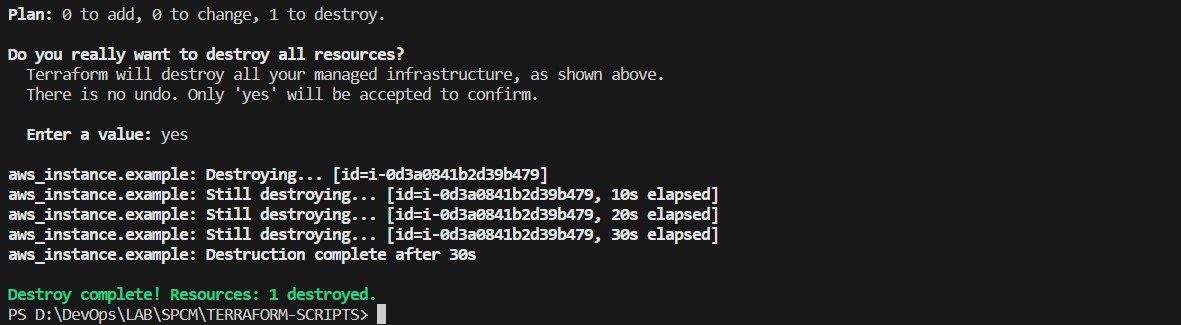 Plan: 0 to add, 0 to change, 1 to destroy.
Do you really want to destroy all resources?
Terraform will destroy all your managed infrastructure, as shown above.
There is no undo. Only 'yes' will be accepted to confirm.
Enter a value: yes
aws_instance.example: Destroying... [id=i-0d3a0841b2d39b479]
aws_instance.example: Still destroying... [id=i-0d3a0841b2d39b479, 10s elapsed]
aws_instance.example: Still destroying... [id=i-0d3a0841b2d39b479, 20s elapsed]
aws_instance.example: Still destroying... [id=i-0d3a0841b2d39b479, 30s elapsed]
aws_instance.example: Destruction complete after 30s
Destroy complete! Resources: 1 destroyed.
PS D:\DevOps\LAB\SPCM\TERRAFORM-SCRIPTS>